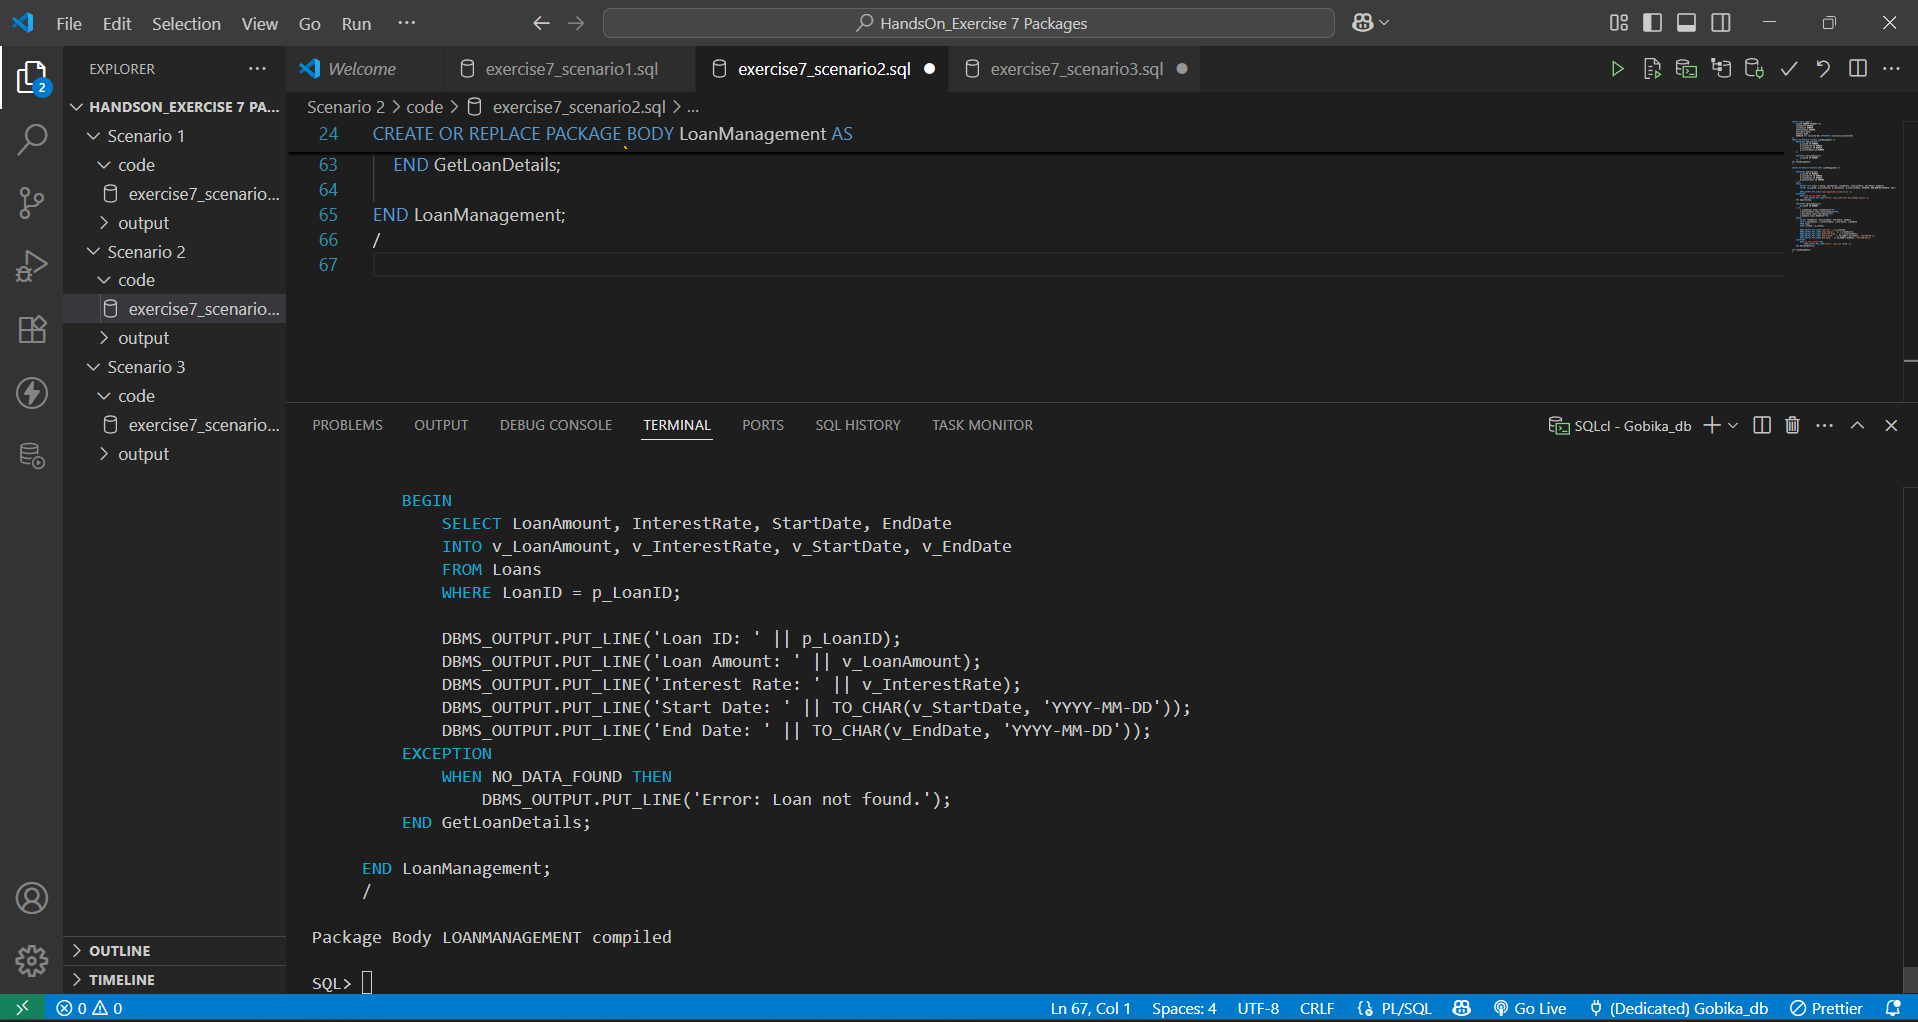 File Edit Selection View Go Run ··· HandsOn_Exercise 7 Packages
EXPLORER
HANDSON_EXERCISE 7 PA...
Scenario 1
code
exercise7_scenario...
output
Scenario 2
code
exercise7_scenario...
output
Scenario 3
code
exercise7_scenario...
output
OUTLINE
TIMELINE
2
Welcome exercise7_scenario1.sql exercise7_scenario2.sql exercise7_scenario3.sql
Scenario 2 > code > exercise7_scenario2.sql > ...
24 CREATE OR REPLACE PACKAGE BODY LoanManagement AS
63 END GetLoanDetails;
64
65 END LoanManagement;
66 /
67
PROBLEMS OUTPUT DEBUG CONSOLE TERMINAL PORTS SQL HISTORY TASK MONITOR SQLcl - Gobika_db
BEGIN
SELECT LoanAmount, InterestRate, StartDate, EndDate
INTO v_LoanAmount, v_InterestRate, v_StartDate, v_EndDate
FROM Loans
WHERE LoanID = p_LoanID;
DBMS_OUTPUT.PUT_LINE('Loan ID: ' || p_LoanID);
DBMS_OUTPUT.PUT_LINE('Loan Amount: ' || v_LoanAmount);
DBMS_OUTPUT.PUT_LINE('Interest Rate: ' || v_InterestRate);
DBMS_OUTPUT.PUT_LINE('Start Date: ' || TO_CHAR(v_StartDate, 'YYYY-MM-DD'));
DBMS_OUTPUT.PUT_LINE('End Date: ' || TO_CHAR(v_EndDate, 'YYYY-MM-DD'));
EXCEPTION
WHEN NO_DATA_FOUND THEN
DBMS_OUTPUT.PUT_LINE('Error: Loan not found.');
END GetLoanDetails;
END LoanManagement;
/
Package Body LOANMANAGEMENT compiled
SQL>
0 0 Ln 67, Col 1 Spaces: 4 UTF-8 CRLF PL/SQL Go Live (Dedicated) Gobika_db Prettier